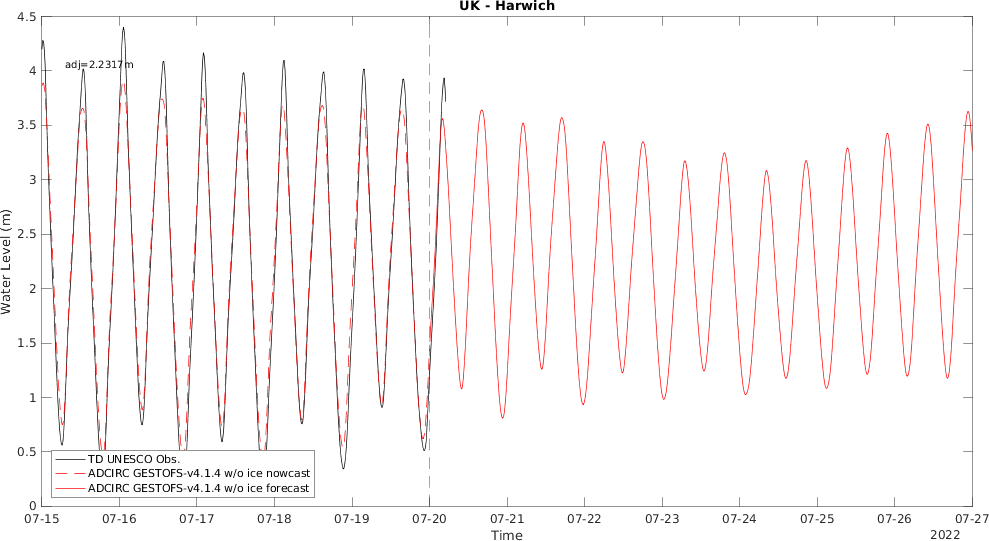 UK - Harwich
4.5
4
3.5
3
2.5
2
1.5
1
0.5
0
Water Level (m)
adj=2.2317m
TD UNESCO Obs.
ADCIRC GESTOFS-v4.1.4 w/o ice nowcast
ADCIRC GESTOFS-v4.1.4 w/o ice forecast
07-15 07-16 07-17 07-18 07-19 07-20 07-21 07-22 07-23 07-24 07-25 07-26 07-27
Time
2022